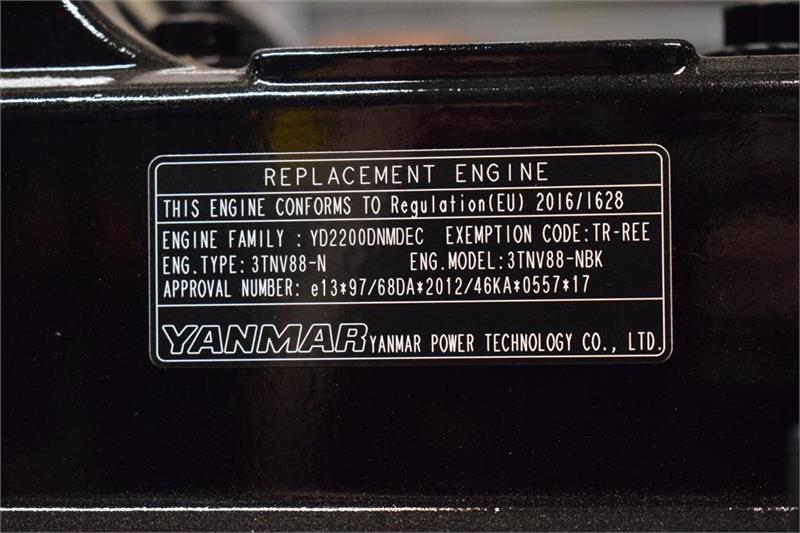 REPLACEMENT ENGINE
THIS ENGINE CONFORMS TO Regulation(EU) 2016/1628
ENGINE FAMILY : YD2200DNMDEC EXEMPTION CODE:TR-REE
ENG.TYPE: 3TNV88-N ENG.MODEL:3TNV88-NBK
APPROVAL NUMBER: e13*97/68DA*2012/46KA*0557*17
YANMAR YANMAR POWER TECHNOLOGY CO., LTD.